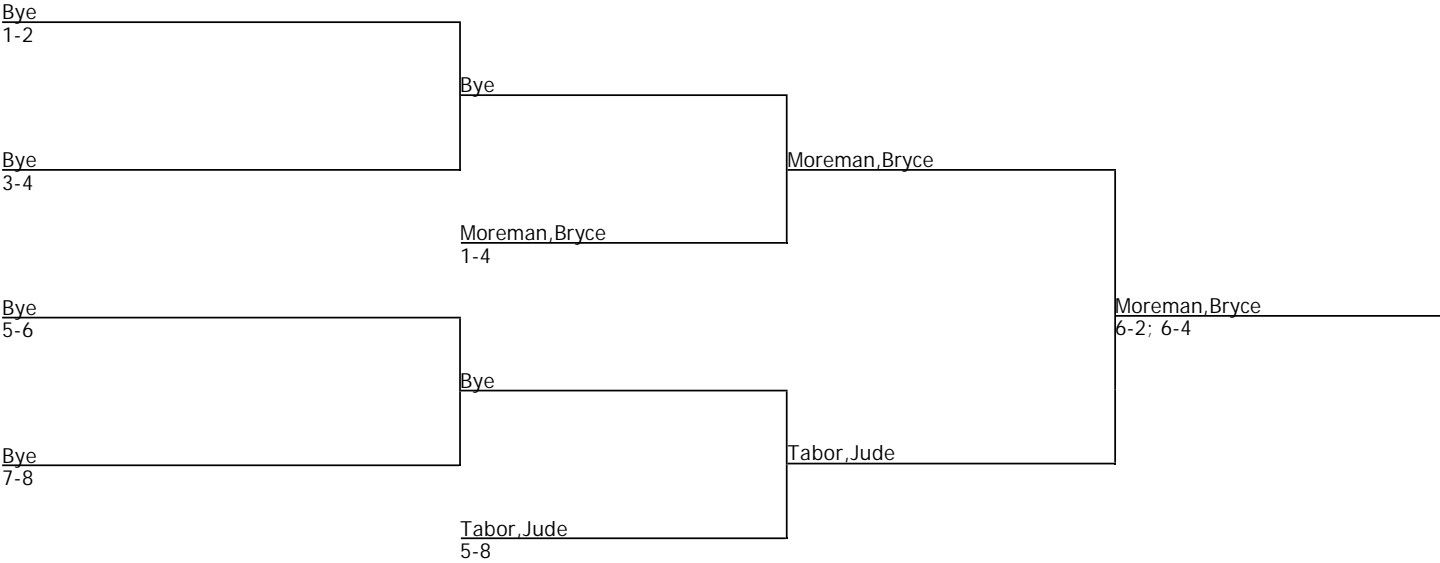 Bye
1-2
Bye
Bye
3-4
Moreman,Bryce
Moreman,Bryce
1-4
Bye
5-6
Moreman,Bryce
6-2; 6-4
Bye
Bye
7-8
Tabor,Jude
Tabor,Jude
5-8